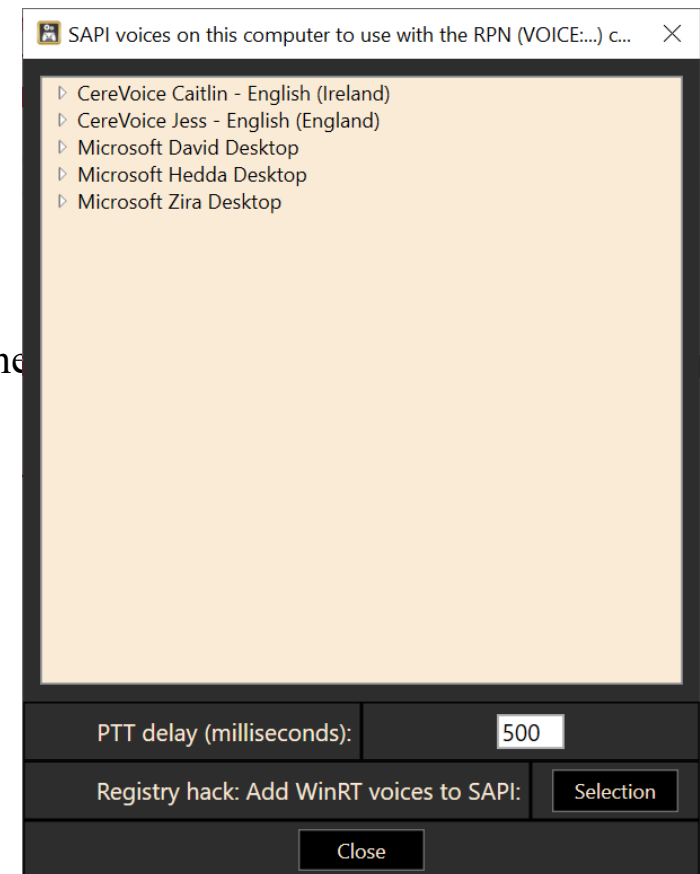 SAPI voices on this computer to use with the RPN (VOICE:...) c...
CereVoice Caitlin - English (Ireland)
CereVoice Jess - English (England)
Microsoft David Desktop
Microsoft Hedda Desktop
Microsoft Zira Desktop
PTT delay (milliseconds): 500
Registry hack: Add WinRT voices to SAPI: Selection
Close